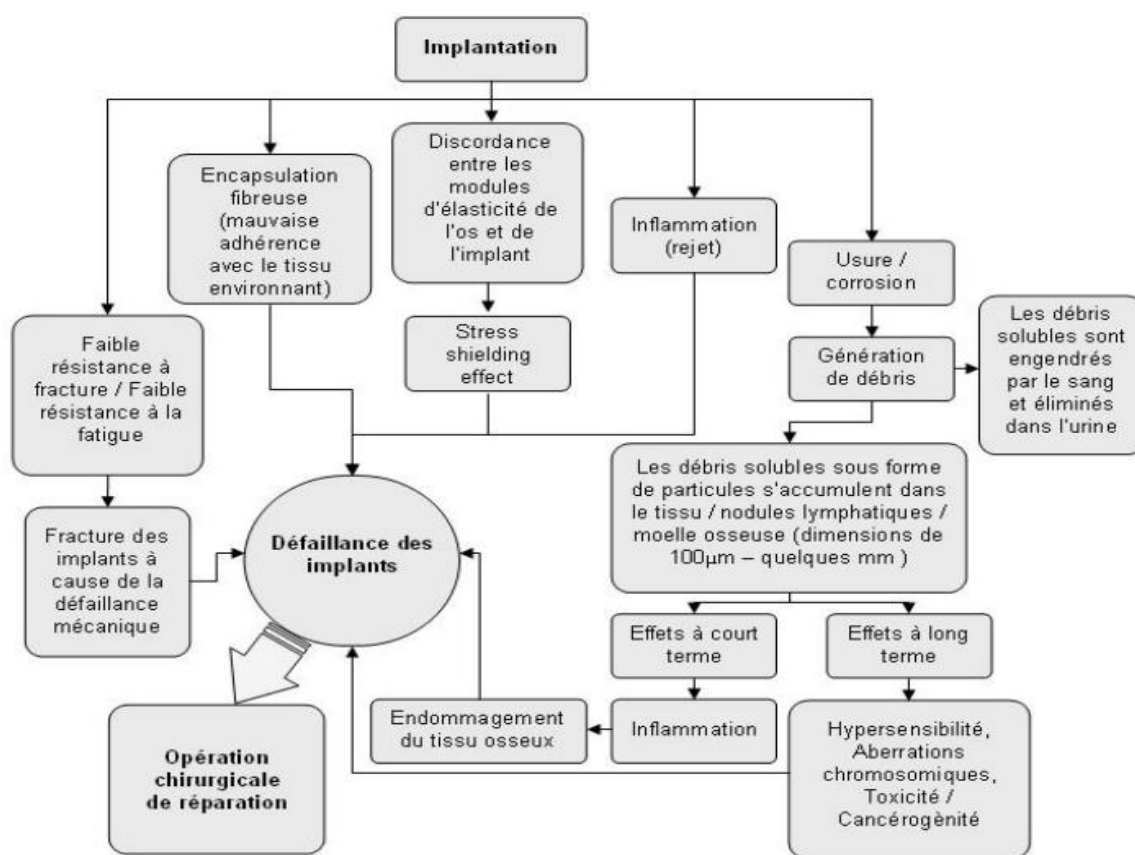 Implantation
Encapsulation
fibreuse
(mauvaise
adhérence
avec le tissu
environnant)
Discordance
entre les
modules
d'élasticité de
l'os et de
l'implant
Inflammation
(rejet)
Usure /
corrosion
Faible
résistance à
fracture / Faible
résistance à la
fatigue
Stress
shielding
effect
Génération
de débris
Les débris
solubles sont
engendrés
par le sang
et éliminés
dans l'urine
Les débris solubles sous forme
de particules s'accumulent dans
le tissu / nodules lymphatiques /
moelle osseuse (dimensions de
100µm – quelques mm )
Fracture des
implants à
cause de la
défaillance
mécanique
Défaillance des
implants
Effets à court
terme
Effets à long
terme
Endommagement
du tissu osseux
Inflammation
Hypersensibilité,
Aberrations
chromosomiques,
Toxicité /
Cancérogènité
Opération
chirurgicale
de réparation